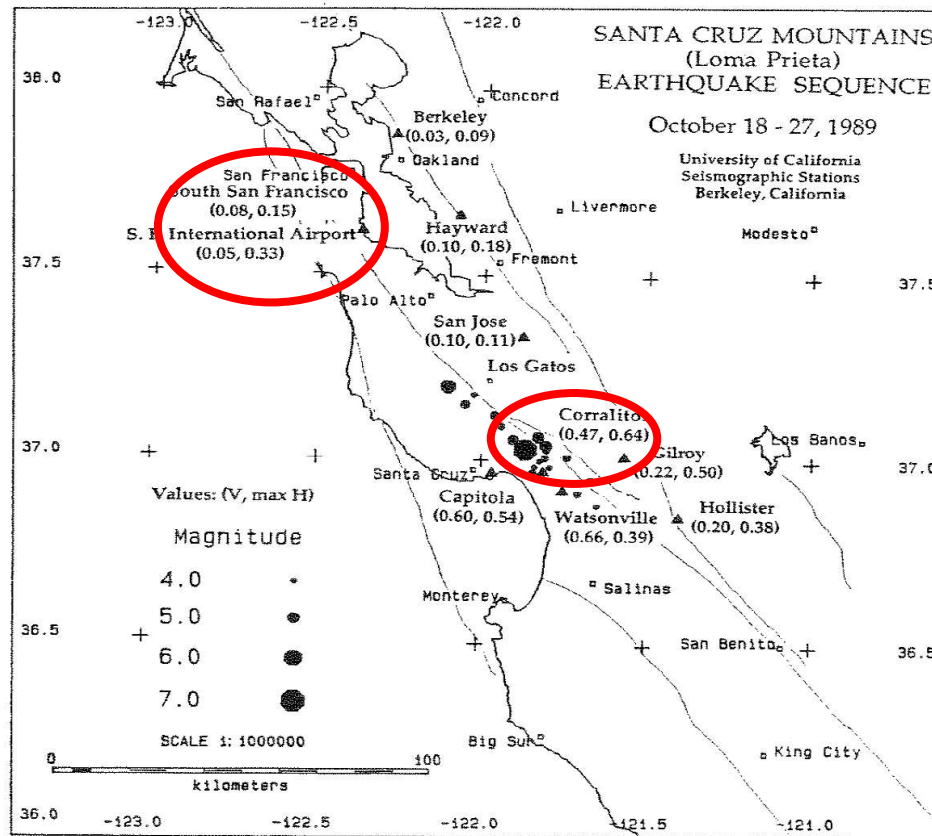 -123.0 -122.5 -122.0
SANTA CRUZ MOUNTAINS
(Loma Prieta)
EARTHQUAKE SEQUENCE
October 18 - 27, 1989
University of California
Seismographic Stations
Berkeley, California
38.0
San Rafael
Concord
Berkeley
(0.03, 0.09)
Oakland
San Francisco
South San Francisco
(0.08, 0.15)
S. F. International Airport
(0.05, 0.33)
Hayward
(0.10, 0.18)
Livermore
Modesto
Fremont
37.5
37.5
Palo Alto
San Jose
(0.10, 0.11)
Los Gatos
Corralitos
(0.47, 0.64)
37.0
37.0
Los Banos
Gilroy
(0.22, 0.50)
Santa Cruz
Capitola
(0.60, 0.54)
Watsonville
(0.66, 0.39)
Hollister
(0.20, 0.38)
Values: (V, max H)
Magnitude
4.0
5.0
6.0
7.0
Monterey
Salinas
36.5
San Benito
36.5
SCALE 1:1000000
0 100
kilometers
Big Sur
King City
36.0
-123.0 -122.5 -122.0 -121.5 -121.0